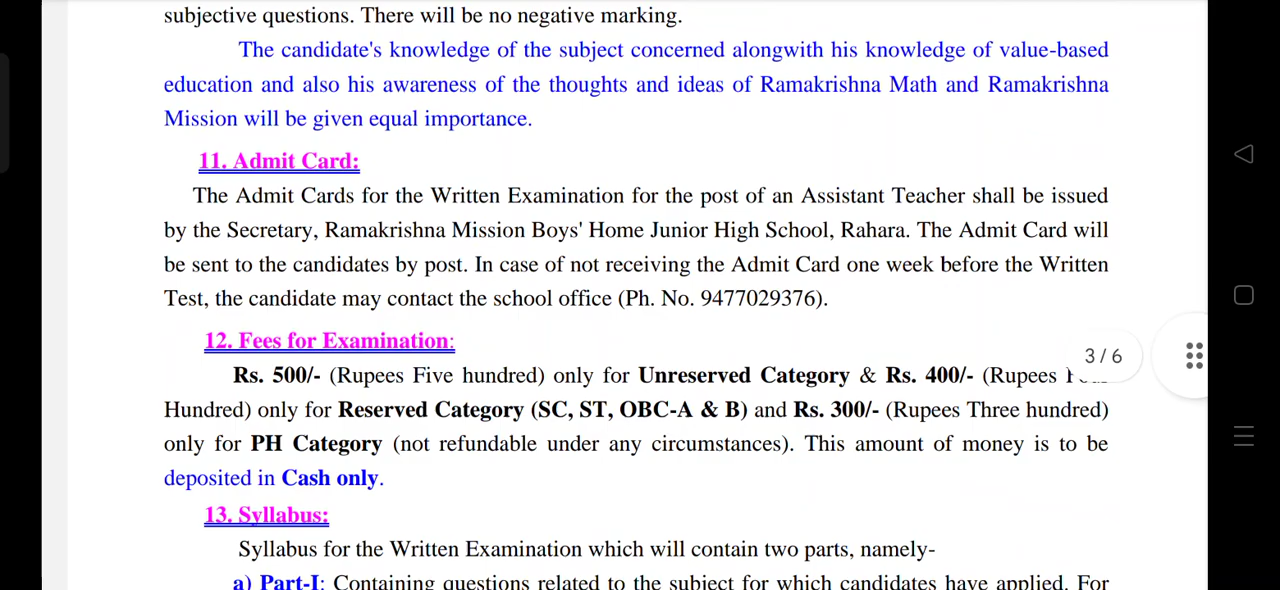 subjective questions. There will be no negative marking.
The candidate's knowledge of the subject concerned alongwith his knowledge of value-based
education and also his awareness of the thoughts and ideas of Ramakrishna Math and Ramakrishna
Mission will be given equal importance.
11. Admit Card:
The Admit Cards for the Written Examination for the post of an Assistant Teacher shall be issued
by the Secretary, Ramakrishna Mission Boys' Home Junior High School, Rahara. The Admit Card will
be sent to the candidates by post. In case of not receiving the Admit Card one week before the Written
Test, the candidate may contact the school office (Ph. No. 9477029376).
12. Fees for Examination:
3 / 6
Rs. 500/- (Rupees Five hundred) only for Unreserved Category & Rs. 400/- (Rupees
Hundred) only for Reserved Category (SC, ST, OBC-A & B) and Rs. 300/- (Rupees Three hundred)
only for PH Category (not refundable under any circumstances). This amount of money is to be
deposited in Cash only.
13. Syllabus:
Syllabus for the Written Examination which will contain two parts, namely-
a) Part-I: Containing questions related to the subject for which candidates have applied. For